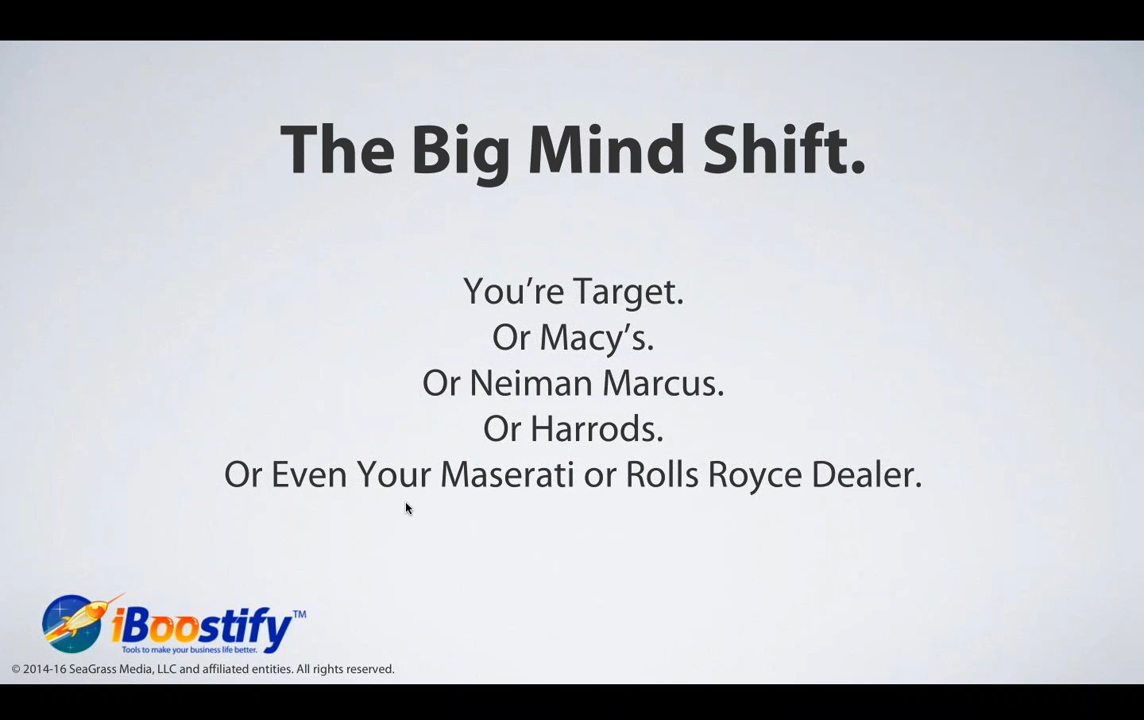 The Big Mind Shift.
You’re Target.
Or Macy’s.
Or Neiman Marcus.
Or Harrods.
Or Even Your Maserati or Rolls Royce Dealer.
iBoostify™
Tools to make your business life better.
© 2014-16 SeaGrass Media, LLC and affiliated entities. All rights reserved.